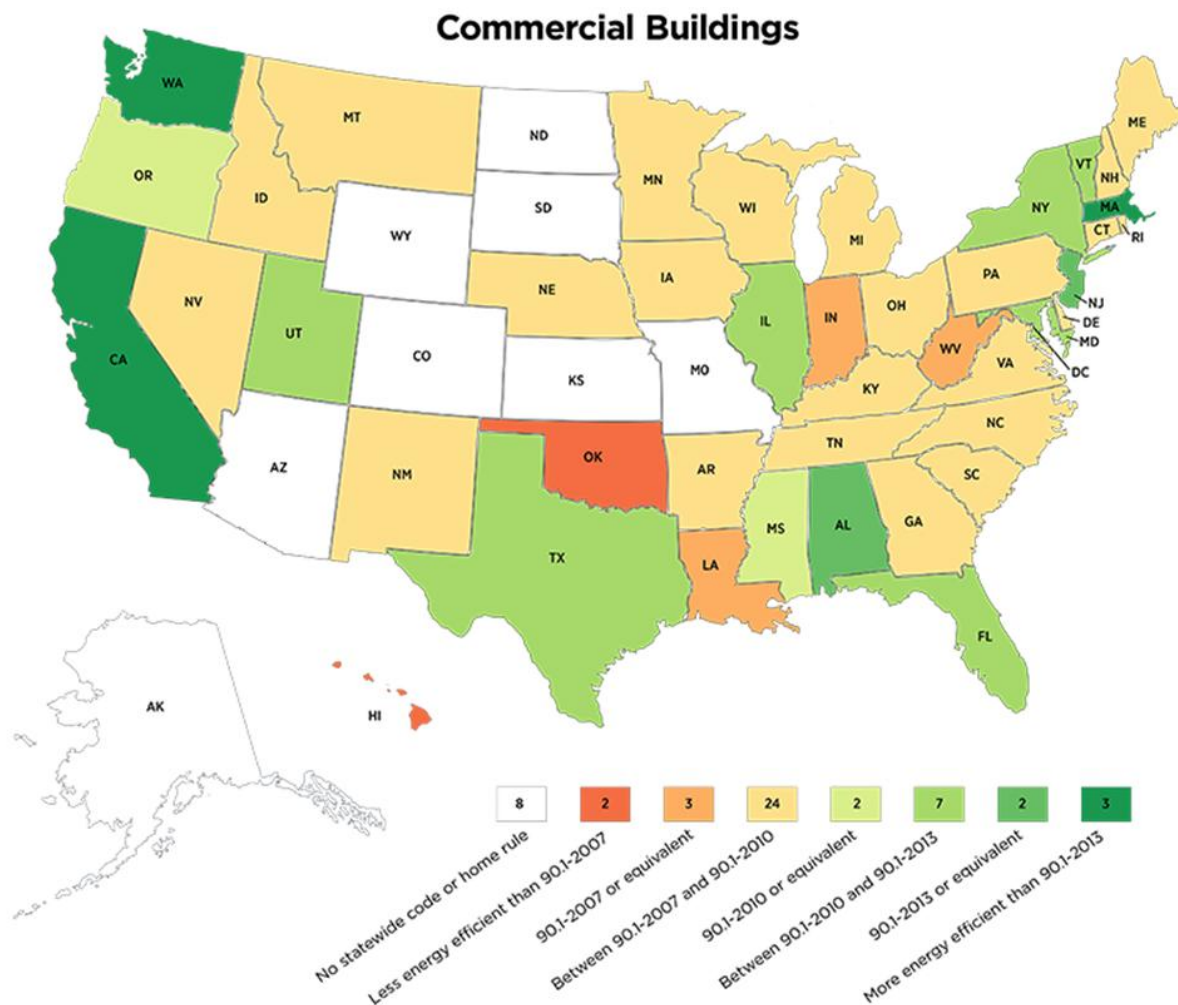 Commercial Buildings
WA
MT
ND
ME
OR
ID
MN
VT
NH
SD
WI
NY
MA
WY
MI
CT
RI
IA
PA
NV
NE
OH
NJ
UT
IL
IN
DE
CA
CO
WV
MD
KS
MO
VA
DC
KY
NC
TN
AZ
NM
OK
AR
SC
MS
AL
GA
TX
LA
FL
AK
HI
8
2
3
24
2
7
2
3
No statewide code or home rule
Less energy efficient than 90.1-2007
90.1-2007 or equivalent
Between 90.1-2007 and 90.1-2010
90.1-2010 or equivalent
Between 90.1-2010 and 90.1-2013
90.1-2013 or equivalent
More energy efficient than 90.1-2013